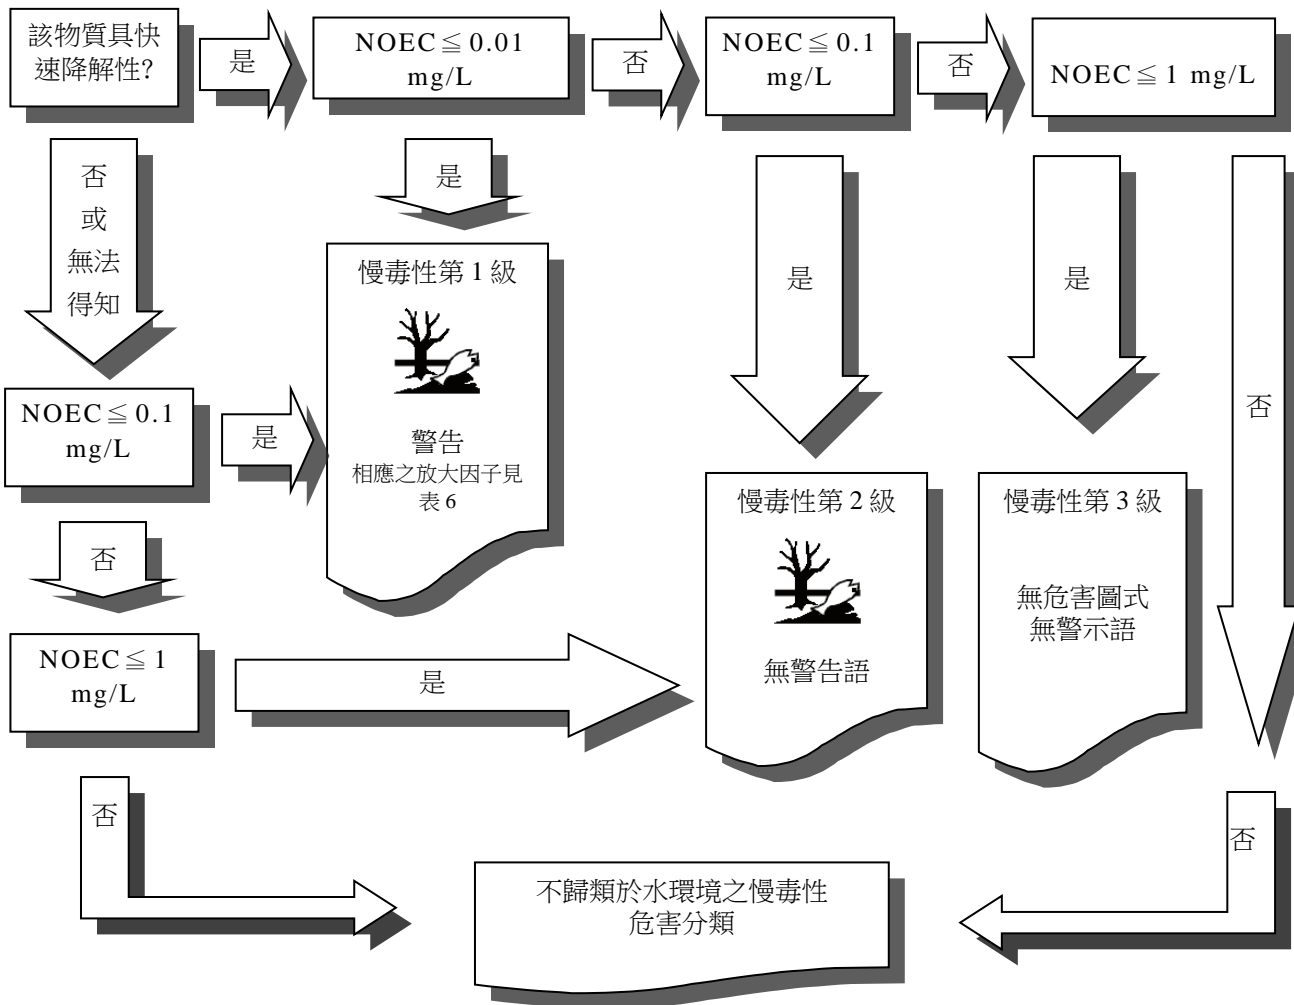 該物質具快
速降解性?
是
NOEC≦0.01
mg/L
否
NOEC≦0.1
mg/L
否
NOEC≦1 mg/L
否
或
無法
得知
是
是
是
否
慢毒性第 1 級
警告
相應之放大因子見
表 6
NOEC≦0.1
mg/L
是
慢毒性第 2 級
無警告語
慢毒性第 3 級
無危害圖式
無警示語
否
NOEC≦1
mg/L
是
否
否
不歸類於水環境之慢毒性
危害分類